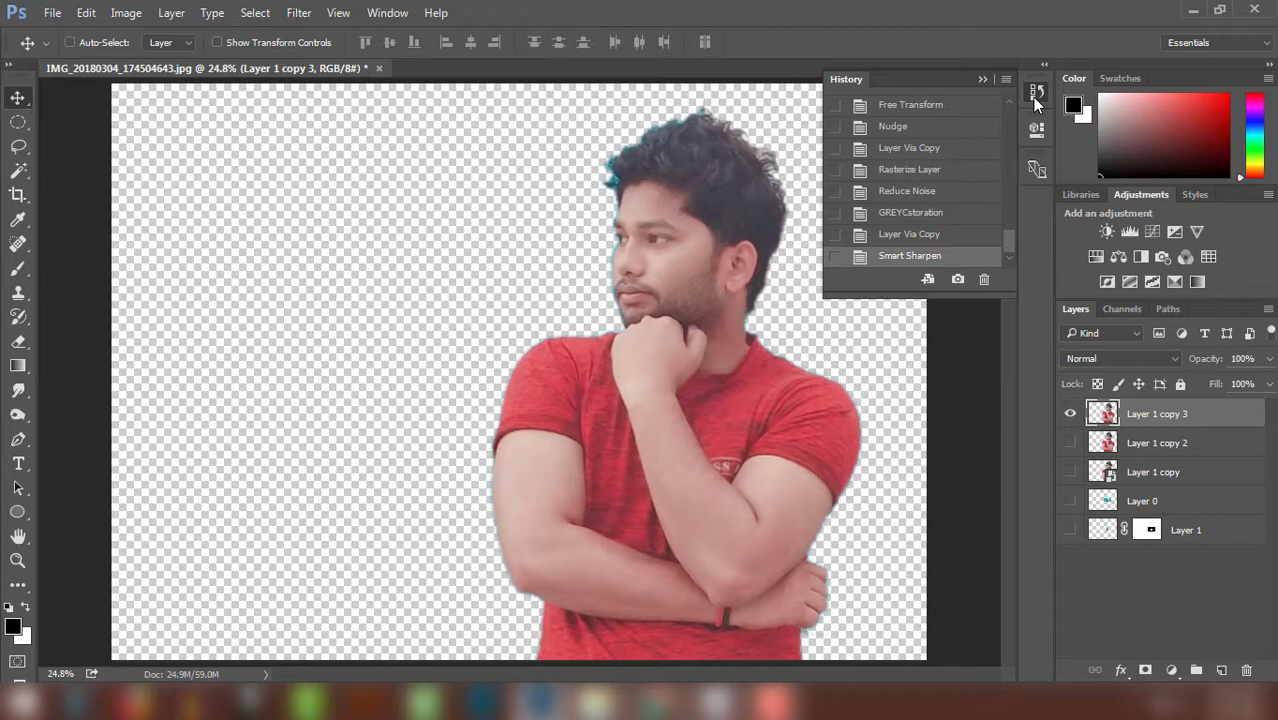 Ps File Edit Image Layer Type Select Filter View Window Help
Auto-Select: Layer Show Transform Controls Essentials
IMG_20180304_174504643.jpg @ 24.8% (Layer 1 copy 3, RGB/8#) *
History
Free Transform
Nudge
Layer Via Copy
Rasterize Layer
Reduce Noise
GREYCstoration
Layer Via Copy
Smart Sharpen
Color Swatches
Libraries Adjustments Styles
Add an adjustment
Layers Channels Paths
Kind
Normal Opacity: 100%
Lock: Fill: 100%
Layer 1 copy 3
Layer 1 copy 2
Layer 1 copy
Layer 0
Layer 1
24.8% Doc: 24.9M/59.0M